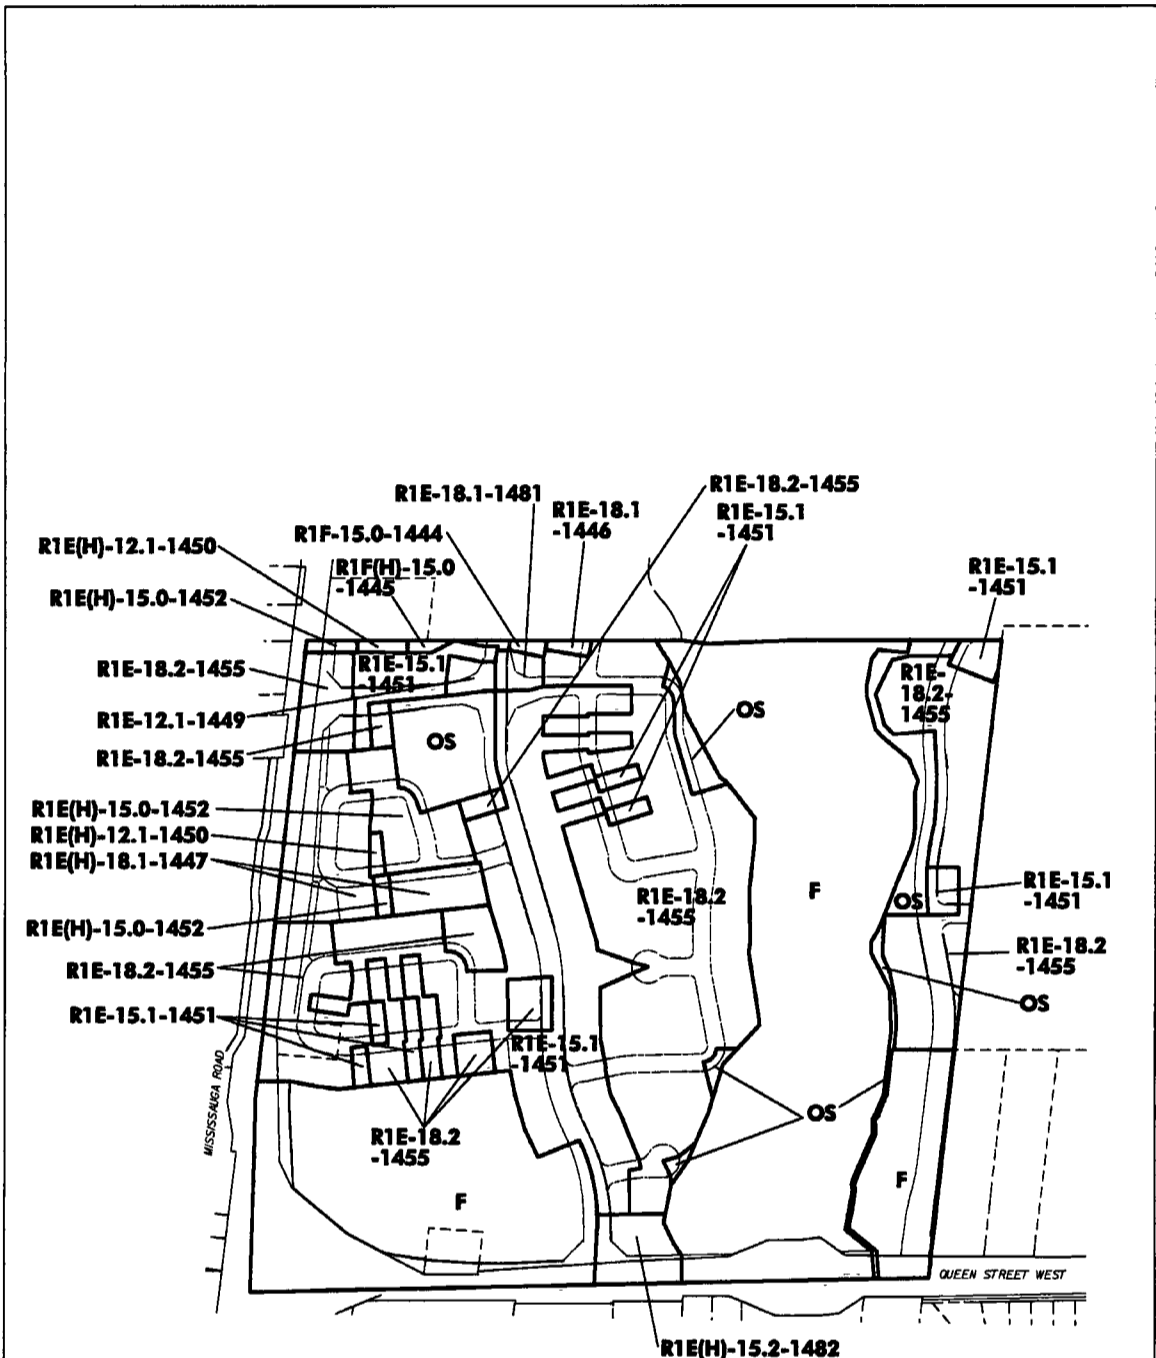 R1E-18.2-1455
R1E-18.1-1481
R1E-18.1
-1446
R1E-15.1
-1451
R1F-15.0-1444
R1E(H)-12.1-1450
R1F(H)-15.0
-1445
R1E-15.1
-1451
R1E(H)-15.0-1452
R1E-18.2-1455
R1E-15.1
-1451
R1E-
18.2-
1455
R1E-12.1-1449
OS
OS
R1E-18.2-1455
R1E(H)-15.0-1452
R1E(H)-12.1-1450
R1E(H)-18.1-1447
R1E-18.2
-1455
F
OS
R1E-15.1
-1451
R1E(H)-15.0-1452
R1E-18.2-1455
R1E-18.2
-1455
OS
R1E-15.1-1451
R1E-15.1
-1451
MISSISSAUGA ROAD
OS
R1E-18.2
-1455
F
F
QUEEN STREET WEST
R1E(H)-15.2-1482